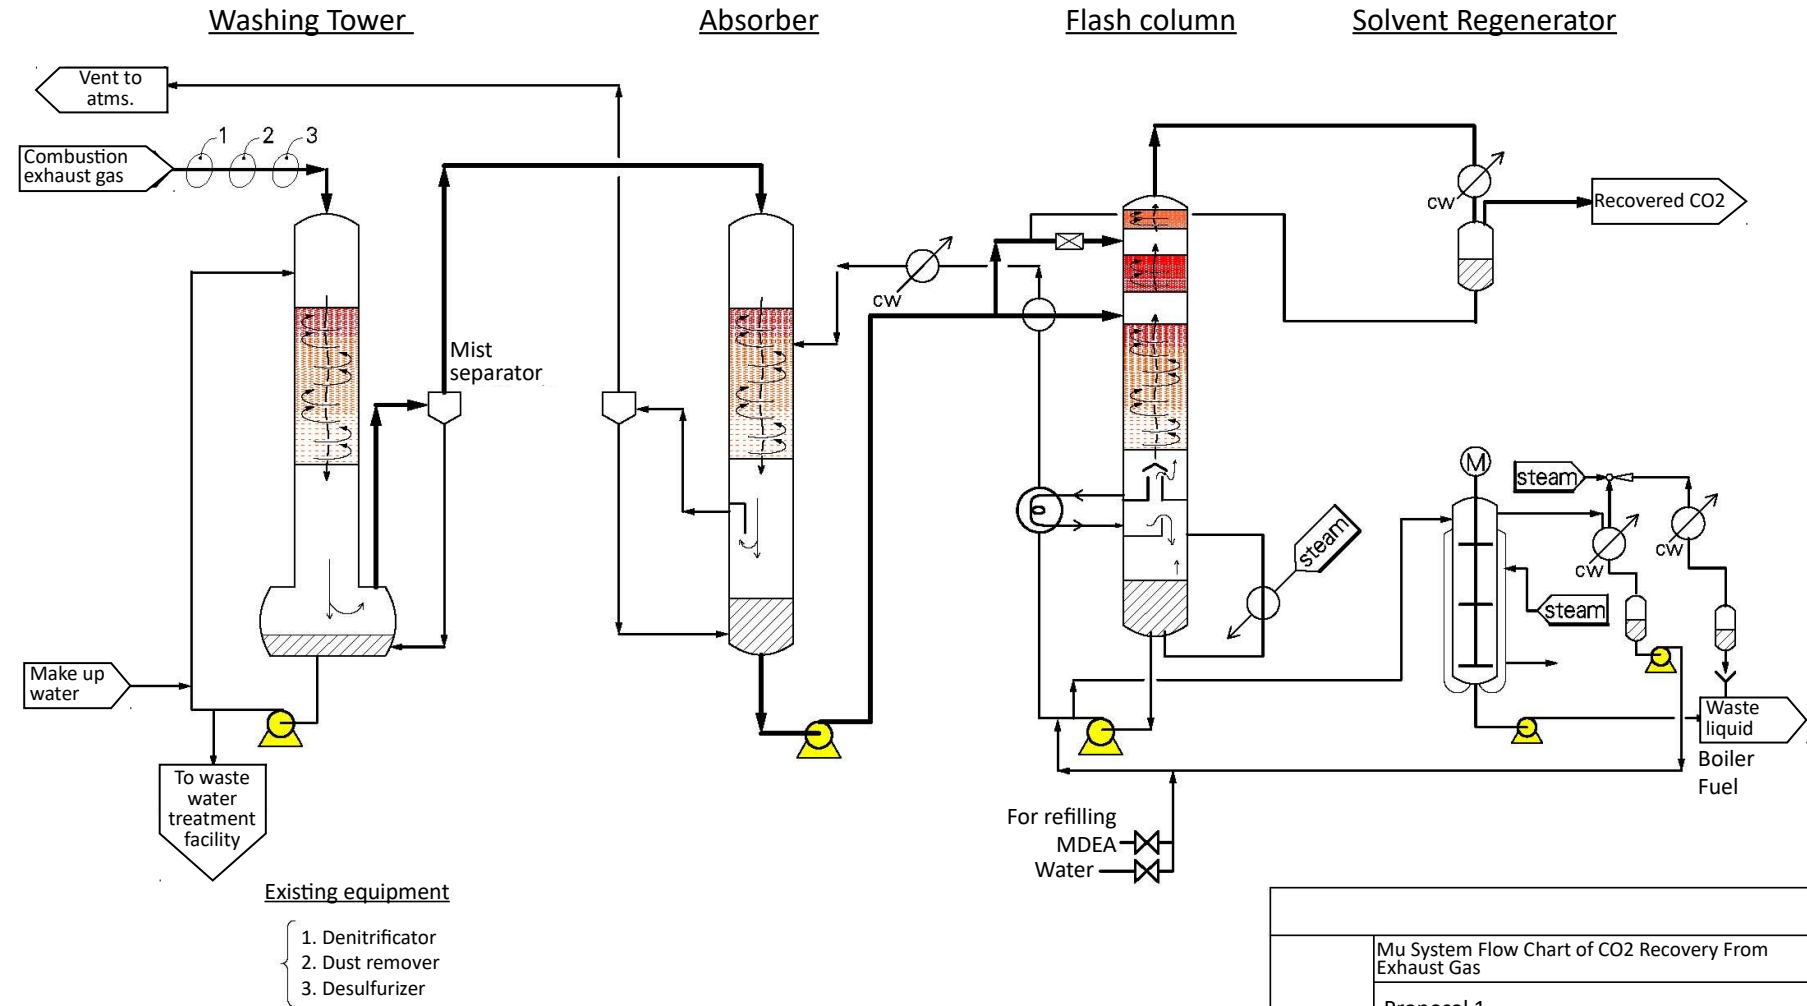 Washing Tower
Absorber
Flash column
Solvent Regenerator
Vent to
atms.
1 2 3
Combustion
exhaust gas
CW
Recovered CO2
CW
Mist
separator
M
steam
steam
CW
CW
steam
Make up
water
Waste
liquid
Boiler
Fuel
To waste
water
treatment
facility
For refilling
MDEA
Water
Existing equipment
1. Denitrificator
2. Dust remover
3. Desulfurizer
Mu System Flow Chart of CO2 Recovery From
Exhaust Gas
Proposal 1